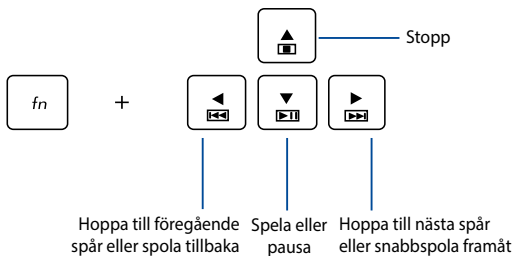 Stopp
fn +
Hoppa till föregående
spår eller spola tillbaka
Spela eller
pausa
Hoppa till nästa spår
eller snabbspola framåt